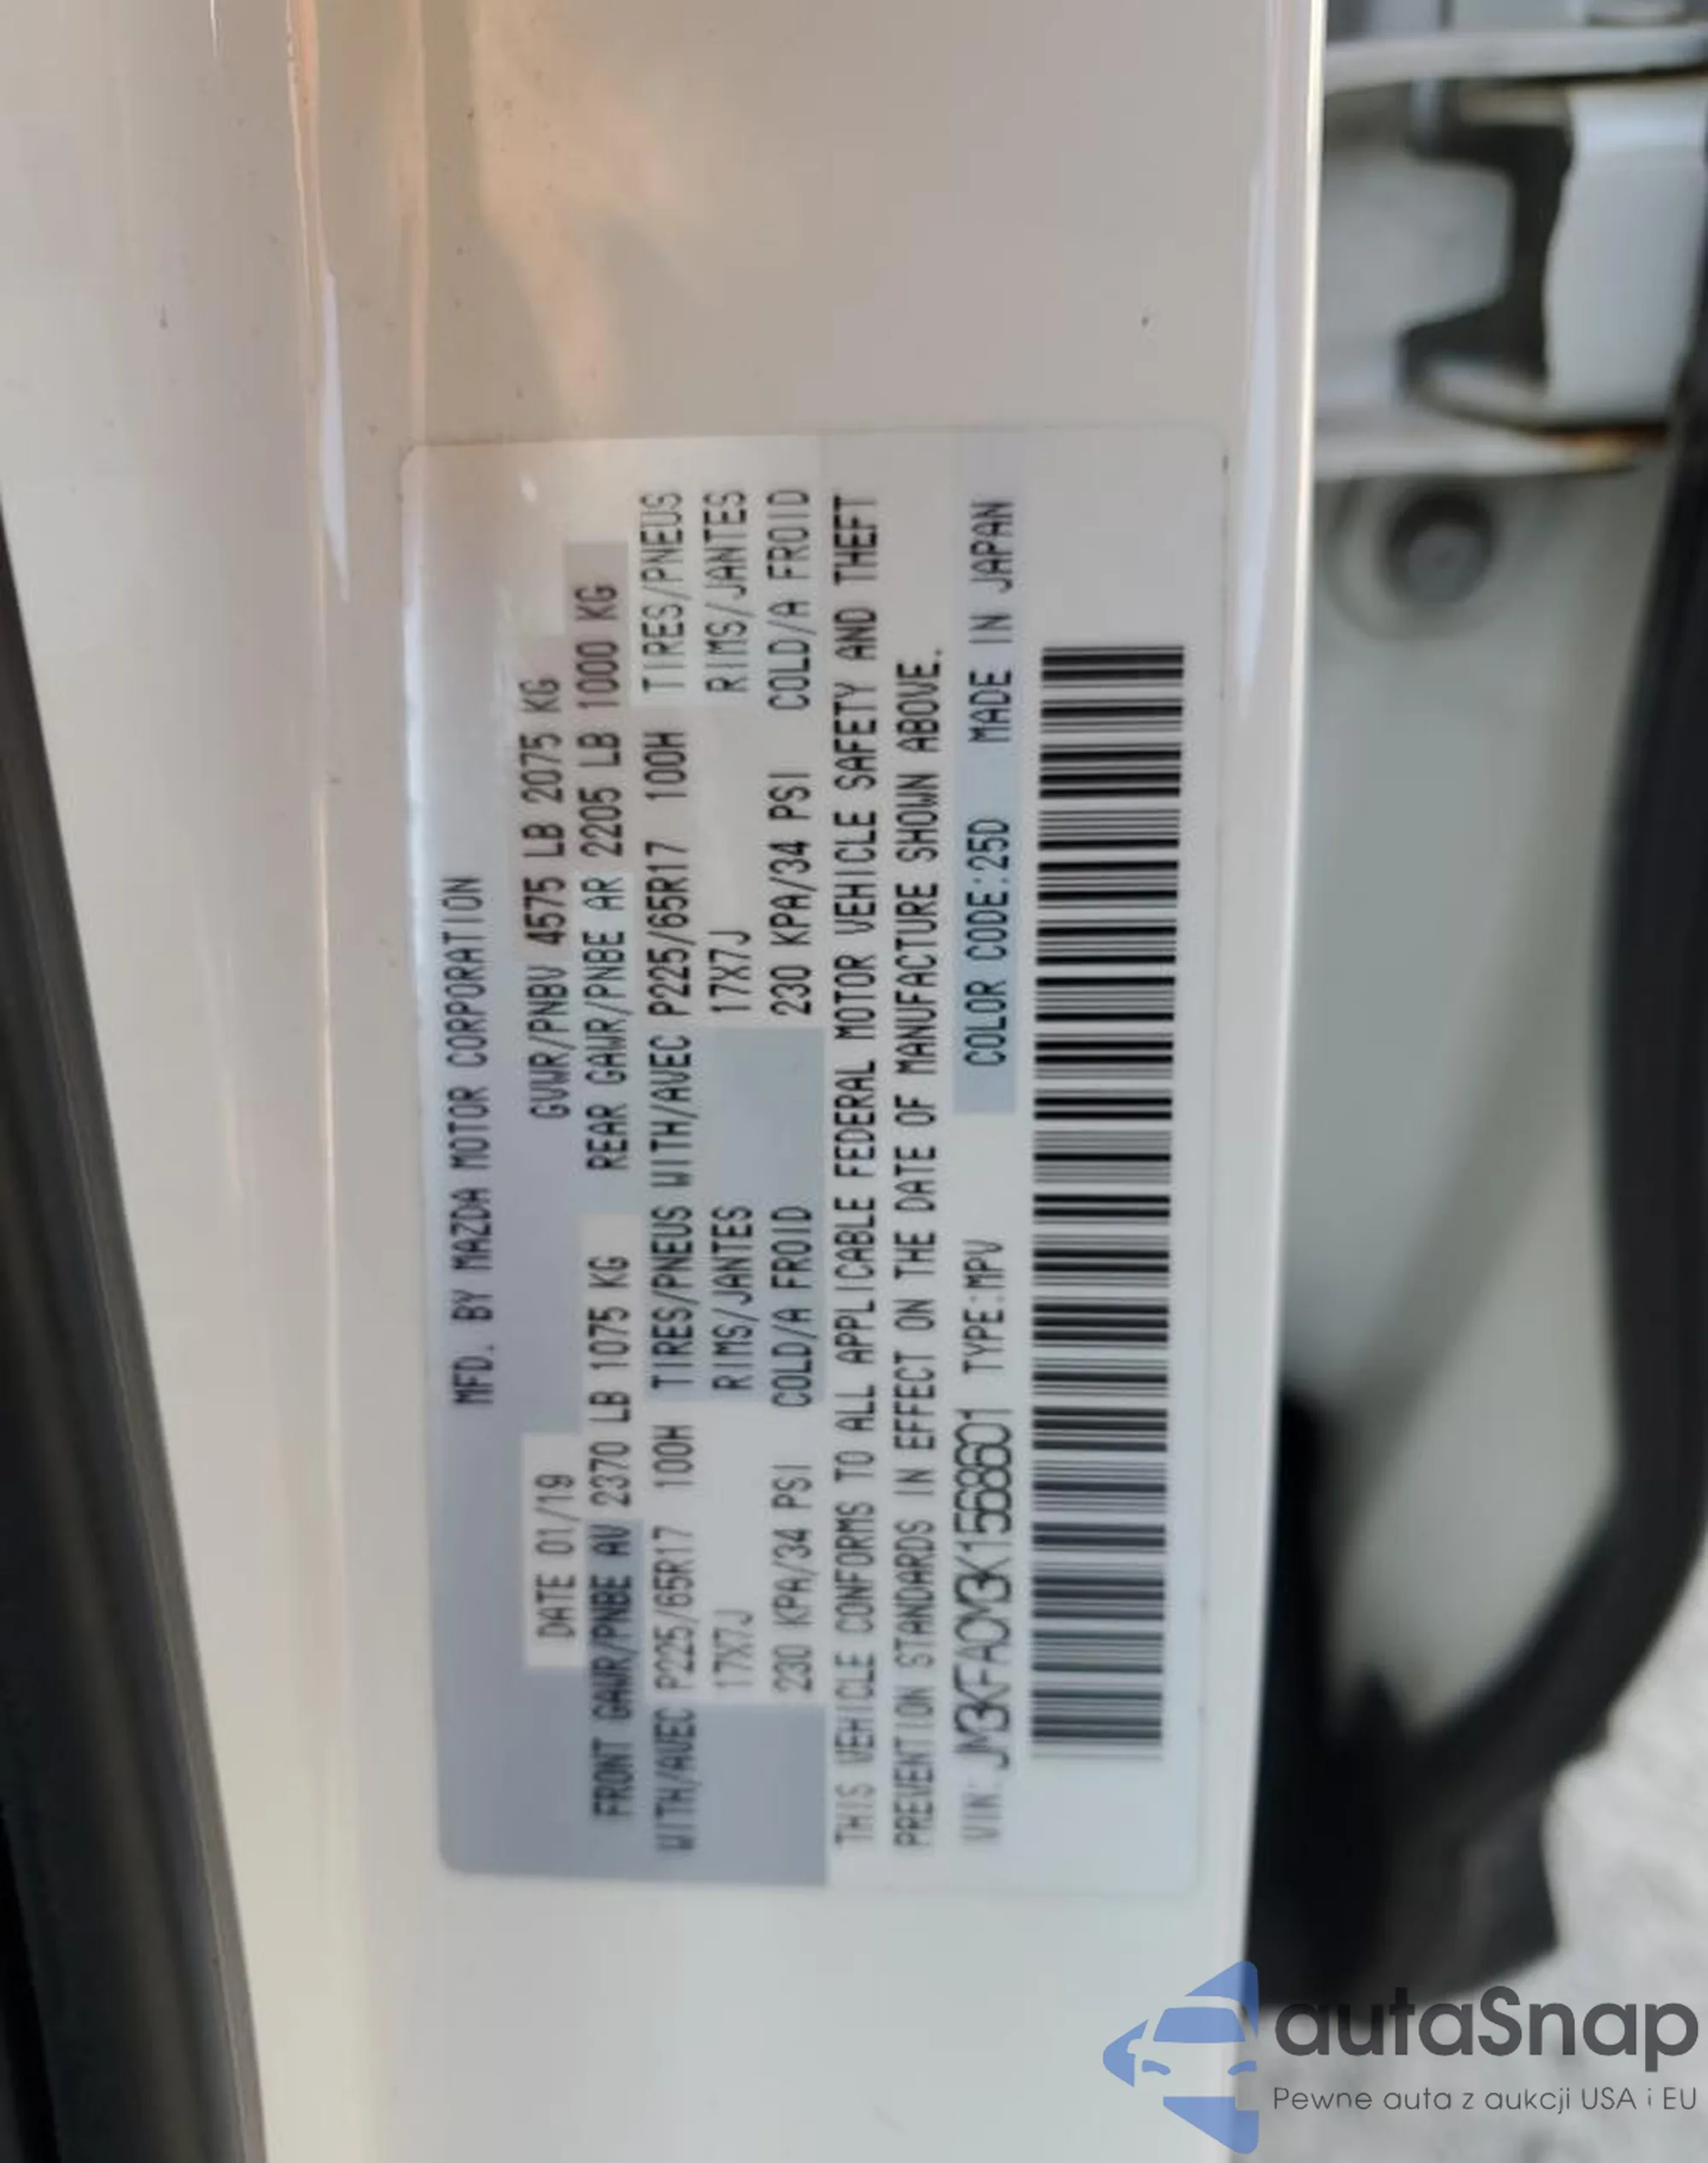 MFD. BY MAZDA MOTOR CORPORATION
DATE 01/19 GVWR/PNBV 4575 LB 2075 KG
FRONT GAWR/PNBE AV 2370 LB 1075 KG REAR GAWR/PNBE AR 2205 LB 1000 KG
WITH/AVEC P225/65R17 100H TIRES/PNEUS WITH/AVEC P225/65R17 100H TIRES/PNEUS
17X7J RIMS/JANTES 17X7J RIMS/JANTES
230 KPA/34 PSI COLD/A FROID 230 KPA/34 PSI COLD/A FROID
THIS VEHICLE CONFORMS TO ALL APPLICABLE FEDERAL MOTOR VEHICLE SAFETY AND THEFT
PREVENTION STANDARDS IN EFFECT ON THE DATE OF MANUFACTURE SHOWN ABOVE.
VIN: JM3KFACM3K1568601 TYPE:MPV COLOR CODE:25D MADE IN JAPAN
autaSnap
Pewne auta z aukcji USA i EU